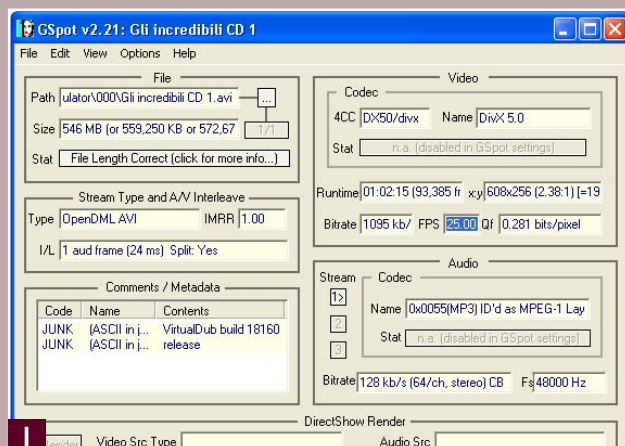 GSpot v2.21: Gli incredibili CD 1
File Edit View Options Help
File
Path ulator\000\Gli incredibili CD 1.avi ...
Size 546 MB (or 559,250 KB or 572,67 1/1
Stat File Length Correct (click for more info...)
Stream Type and A/V Interleave
Type OpenDML AVI IMRR 1.00
I/L 1 aud frame (24 ms) Split: Yes
Comments / Metadata
Code Name Contents
JUNK (ASCII in j... VirtualDub build 18160
JUNK (ASCII in j... release
Video
Codec
4CC DX50/divx Name DivX 5.0
Stat n.a. (disabled in GSpot settings)
Runtime 01:02:15 (93,385 fr x:y 608x256 (2.38:1) [=19
Bitrate 1095 kb/ FPS 25.00 Qf 0.281 bits/pixel
Audio
Stream Codec
1> Name 0x0055(MP3) ID'd as MPEG-1 Lay
2 Stat n.a. (disabled in GSpot settings)
3
Bitrate 128 kb/s (64/ch, stereo) CB Fs 48000 Hz
DirectShow Render
Render Video Src Type Audio Src